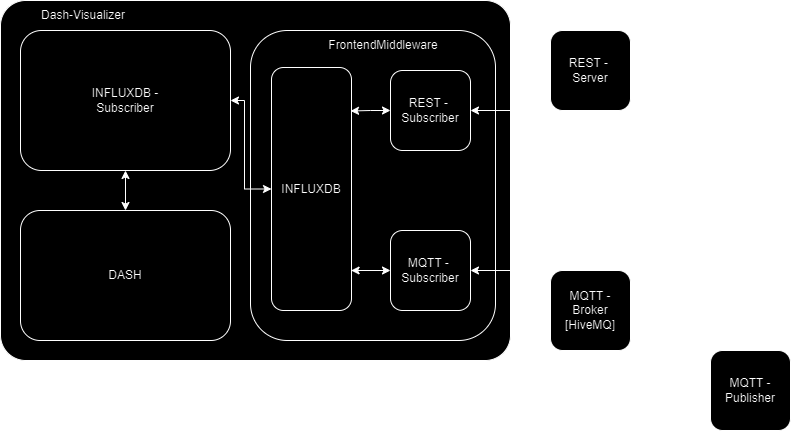 Dash-Visualizer
INFLUXDB -
Subscriber
DASH
FrontendMiddleware
INFLUXDB
REST -
Subscriber
MQTT -
Subscriber
REST -
Server
MQTT -
Broker
[HiveMQ]
MQTT -
Publisher